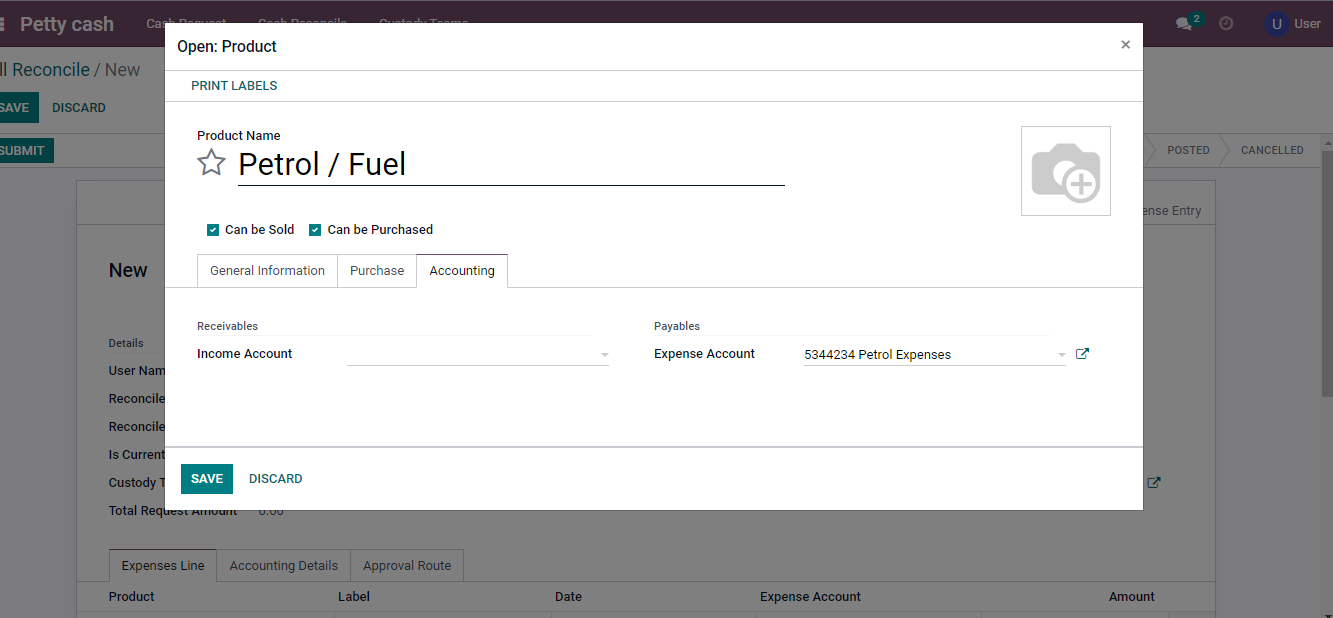 Petty cash Cash Request Cash Reconcile Custody Teams 2 U User
ll Reconcile / New
SAVE DISCARD
SUBMIT POSTED CANCELLED
Open: Product ×
PRINT LABELS
Product Name
Petrol / Fuel
Can be Sold Can be Purchased
ense Entry
General Information Purchase Accounting
New
Receivables Payables
Income Account Expense Account 5344234 Petrol Expenses
Details
User Nam
Reconcile
Reconcile
Is Current
Custody T
SAVE DISCARD
Total Request Amount 0.00
Expenses Line Accounting Details Approval Route
Product Label Date Expense Account Amount